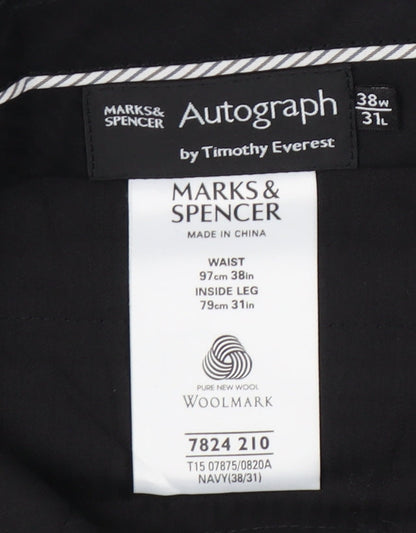 MARKS&
SPENCER
Autograph
by Timothy Everest
38W
31L
MARKS &
SPENCER
MADE IN CHINA
WAIST
97cm 38in
INSIDE LEG
79cm 31in
PURE NEW WOOL
WOOLMARK
7824 210
T15 07875/0820A
NAVY(38/31)